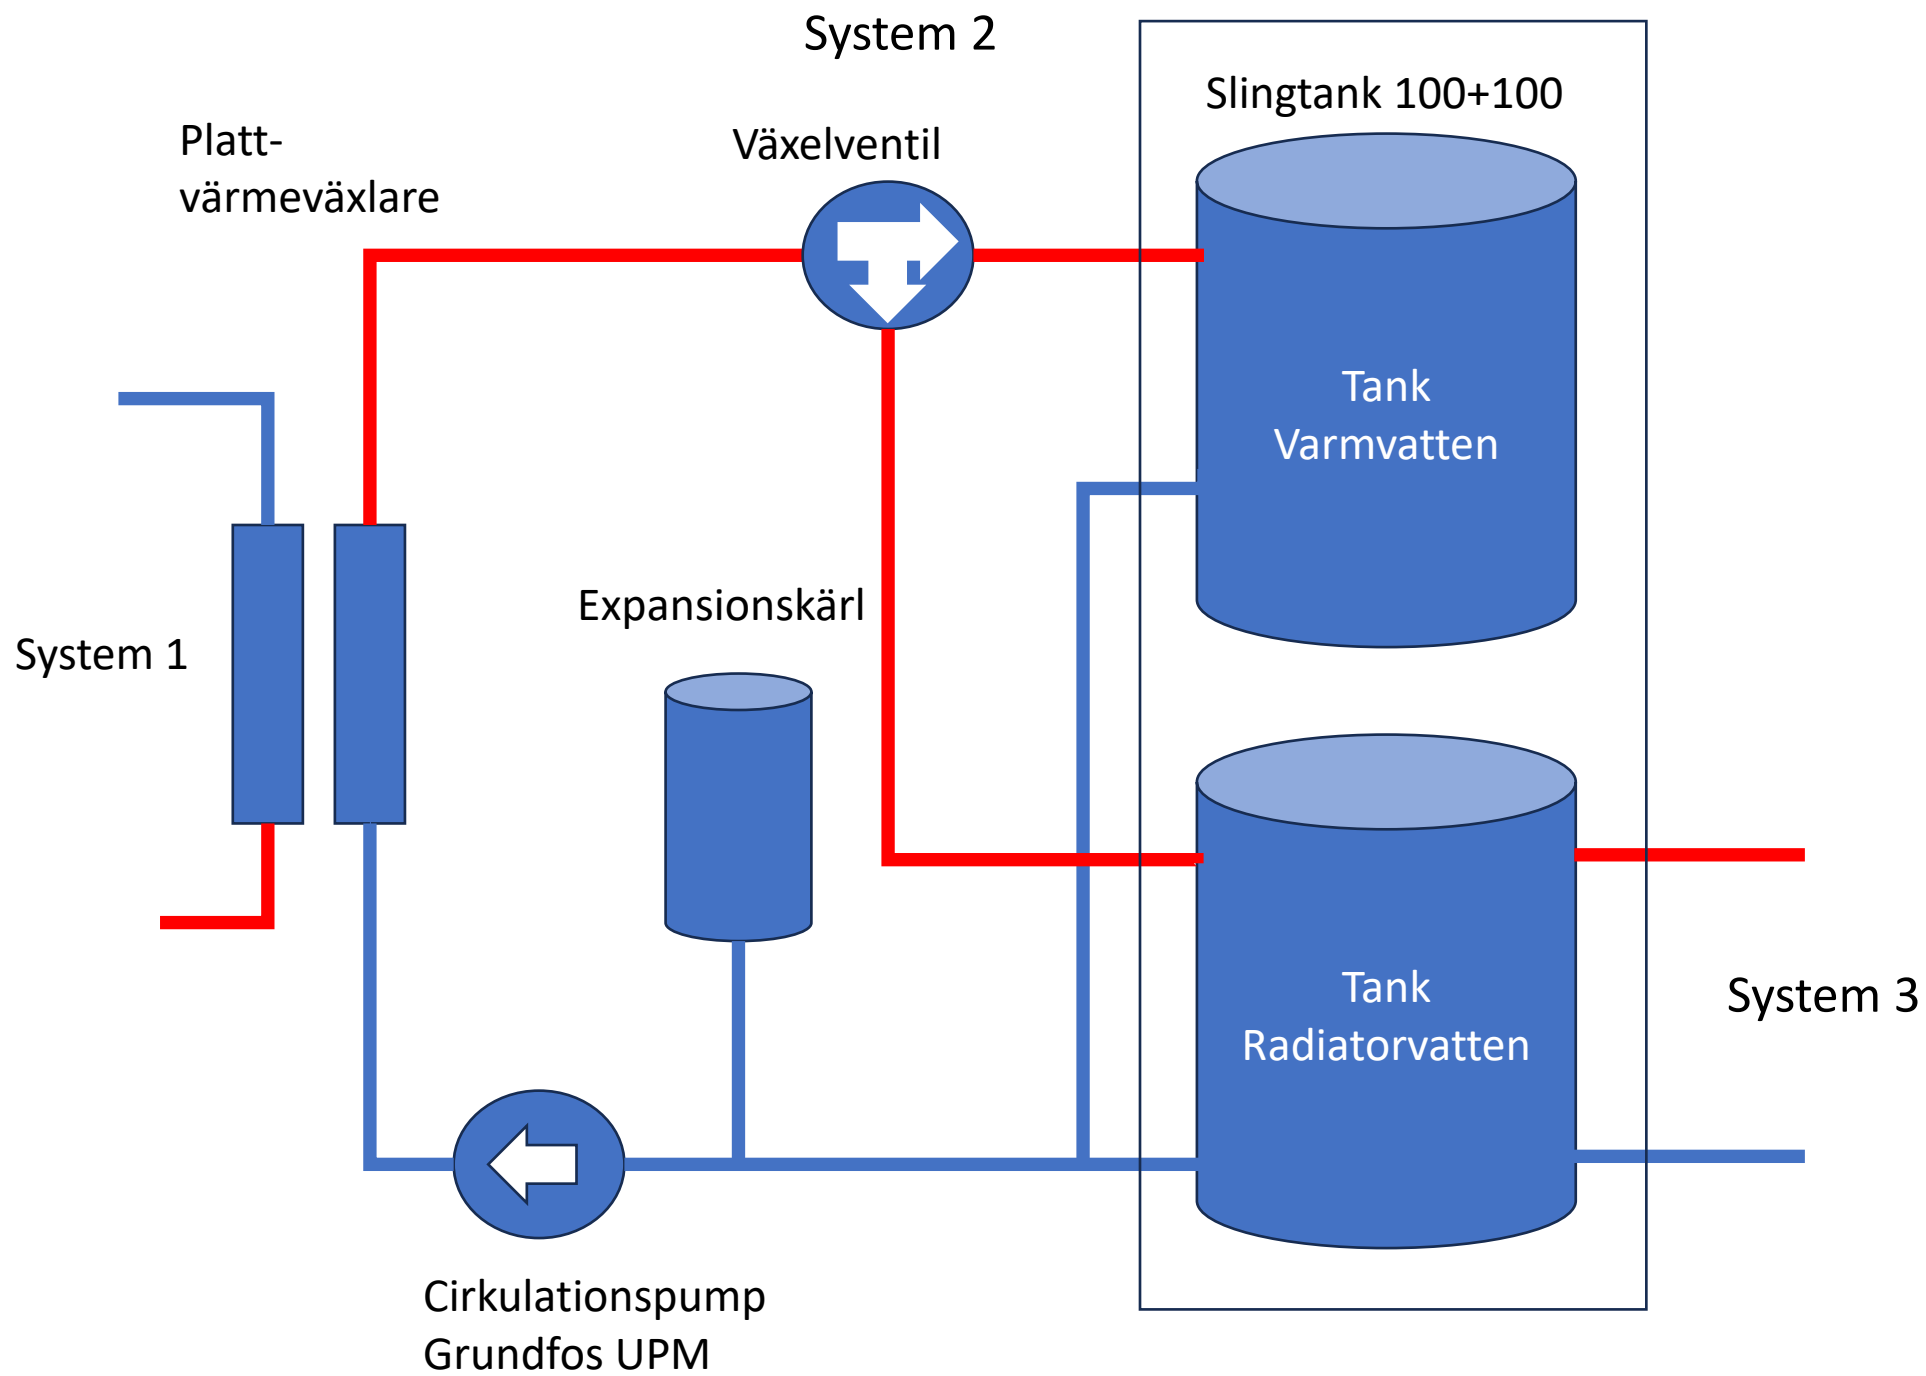 System 2
Slingtank 100+100
Platt-
värmeväxlare
Växelventil
Tank
Varmvatten
Expansionskärl
System 1
Tank
Radiatorvatten
System 3
Cirkulationspump
Grundfos UPM